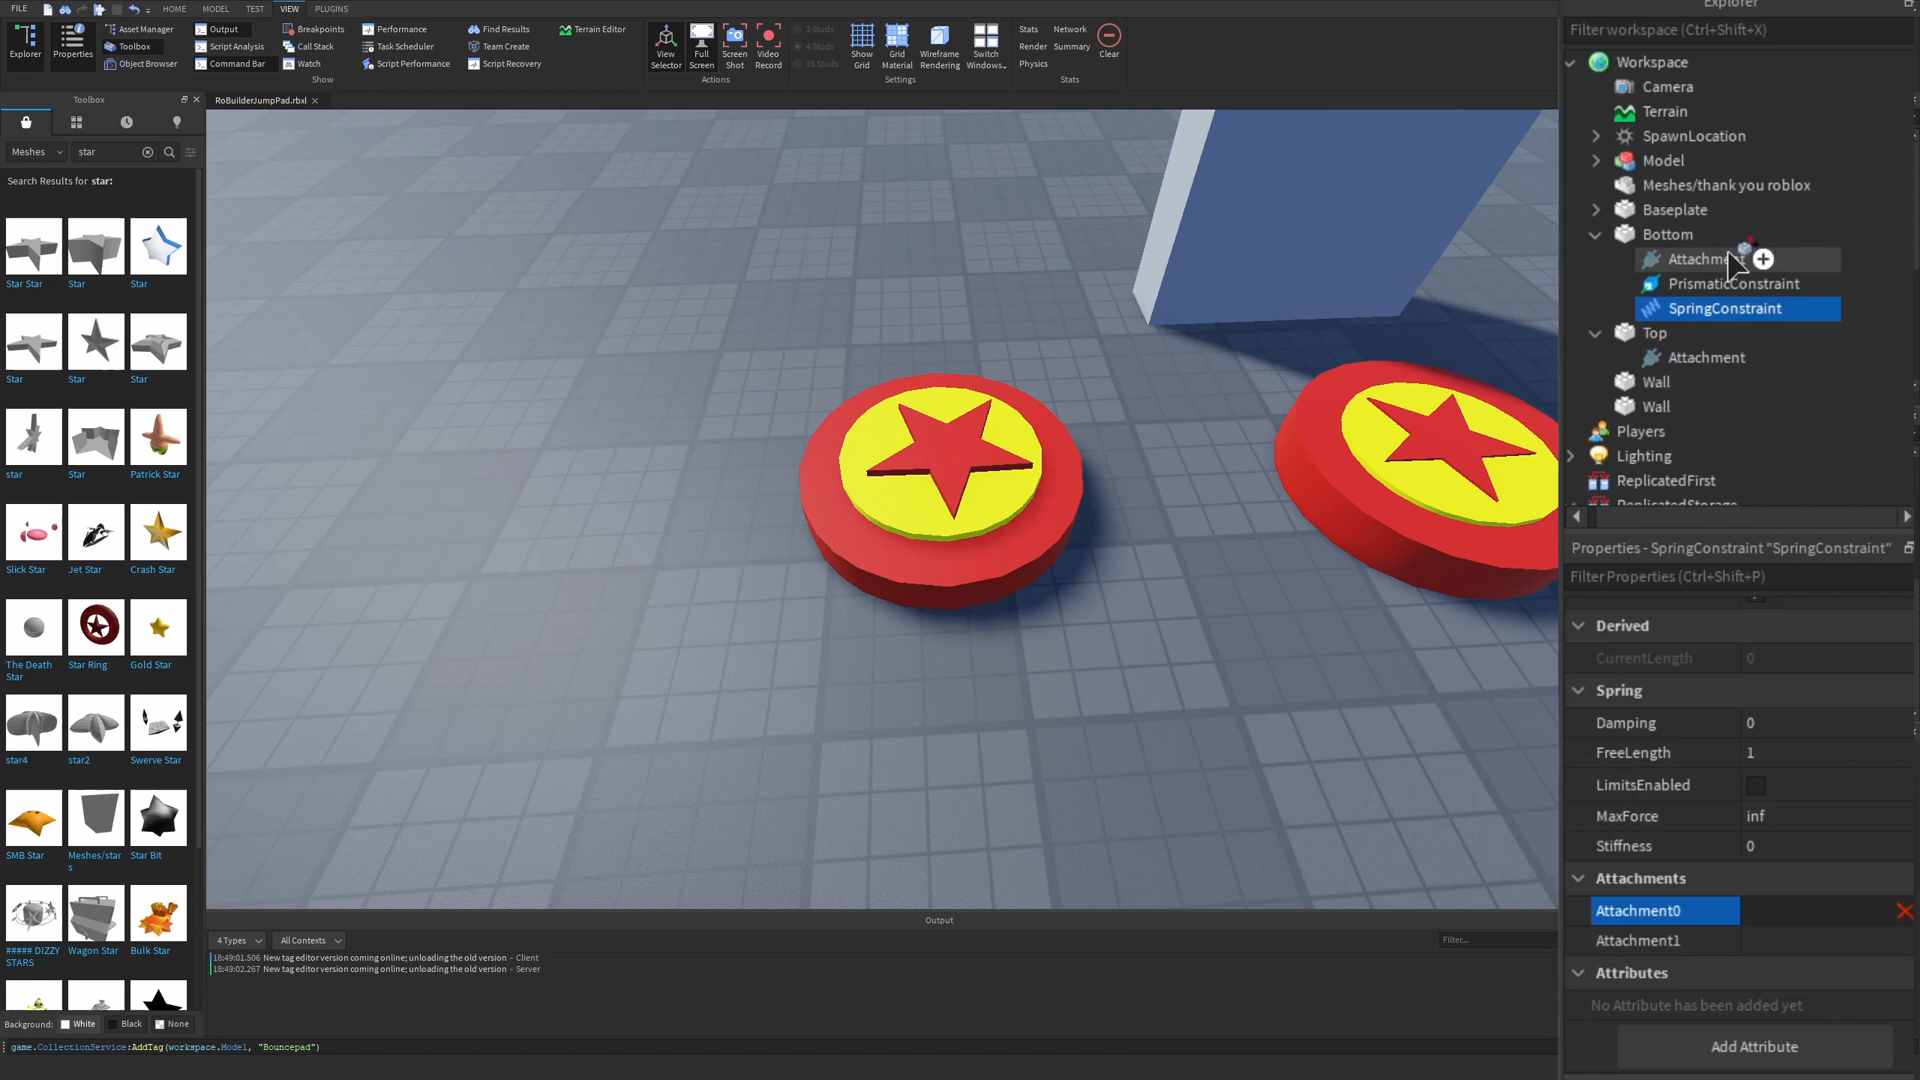 FILE HOME MODEL AVATAR TEST VIEW PLUGINS
Explorer
Properties
Asset Manager
Toolbox
Object Browser
Output
Script Analysis
Command Bar
Breakpoints
Call Stack
Watch
Performance
Task Scheduler
Script Performance
Find Results
Team Create
Script Recovery
Terrain Editor
Show
View Selector
Full Screen
Screen Shot
Video Record
Actions
2 Studs
4 Studs
16 Studs
Show Grid
Grid Material
Wireframe Rendering
Switch Windows
Settings
Stats Network
Render Summary
Physics
Clear
Stats
Toolbox
RoBuilderJumpPad.rbxl
Meshes
star
Search Results for star:
Star Star
Star
Star
Star
Star
Star
star
Star
Patrick Star
Slick Star
Jet Star
Crash Star
The Death Star
Star Ring
Gold Star
star4
star2
Swerve Star
SMB Star
Meshes/stars
Star Bit
##### DIZZY STARS
Wagon Star
Bulk Star
Background: White Black None
Output
4 Types
All Contexts
Filter...
18:49:01.506 New tag editor version coming online; unloading the old version - Client
18:49:02.267 New tag editor version coming online; unloading the old version - Server
game.CollectionService:AddTag(workspace.Model, "Bouncepad")
Explorer
Filter workspace (Ctrl+Shift+X)
Workspace
Camera
Terrain
SpawnLocation
Model
Meshes/thank you roblox
Baseplate
Bottom
Attachment
PrismaticConstraint
SpringConstraint
Top
Attachment
Wall
Wall
Players
Lighting
ReplicatedFirst
ReplicatedStorage
Properties - SpringConstraint "SpringConstraint"
Filter Properties (Ctrl+Shift+P)
Derived
CurrentLength 0
Spring
Damping 0
FreeLength 1
LimitsEnabled
MaxForce inf
Stiffness 0
Attachments
Attachment0
Attachment1
Attributes
No Attribute has been added yet
Add Attribute